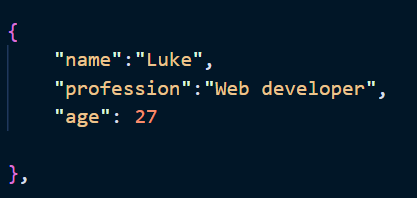 {
"name":"Luke",
"profession":"Web developer",
"age": 27
},